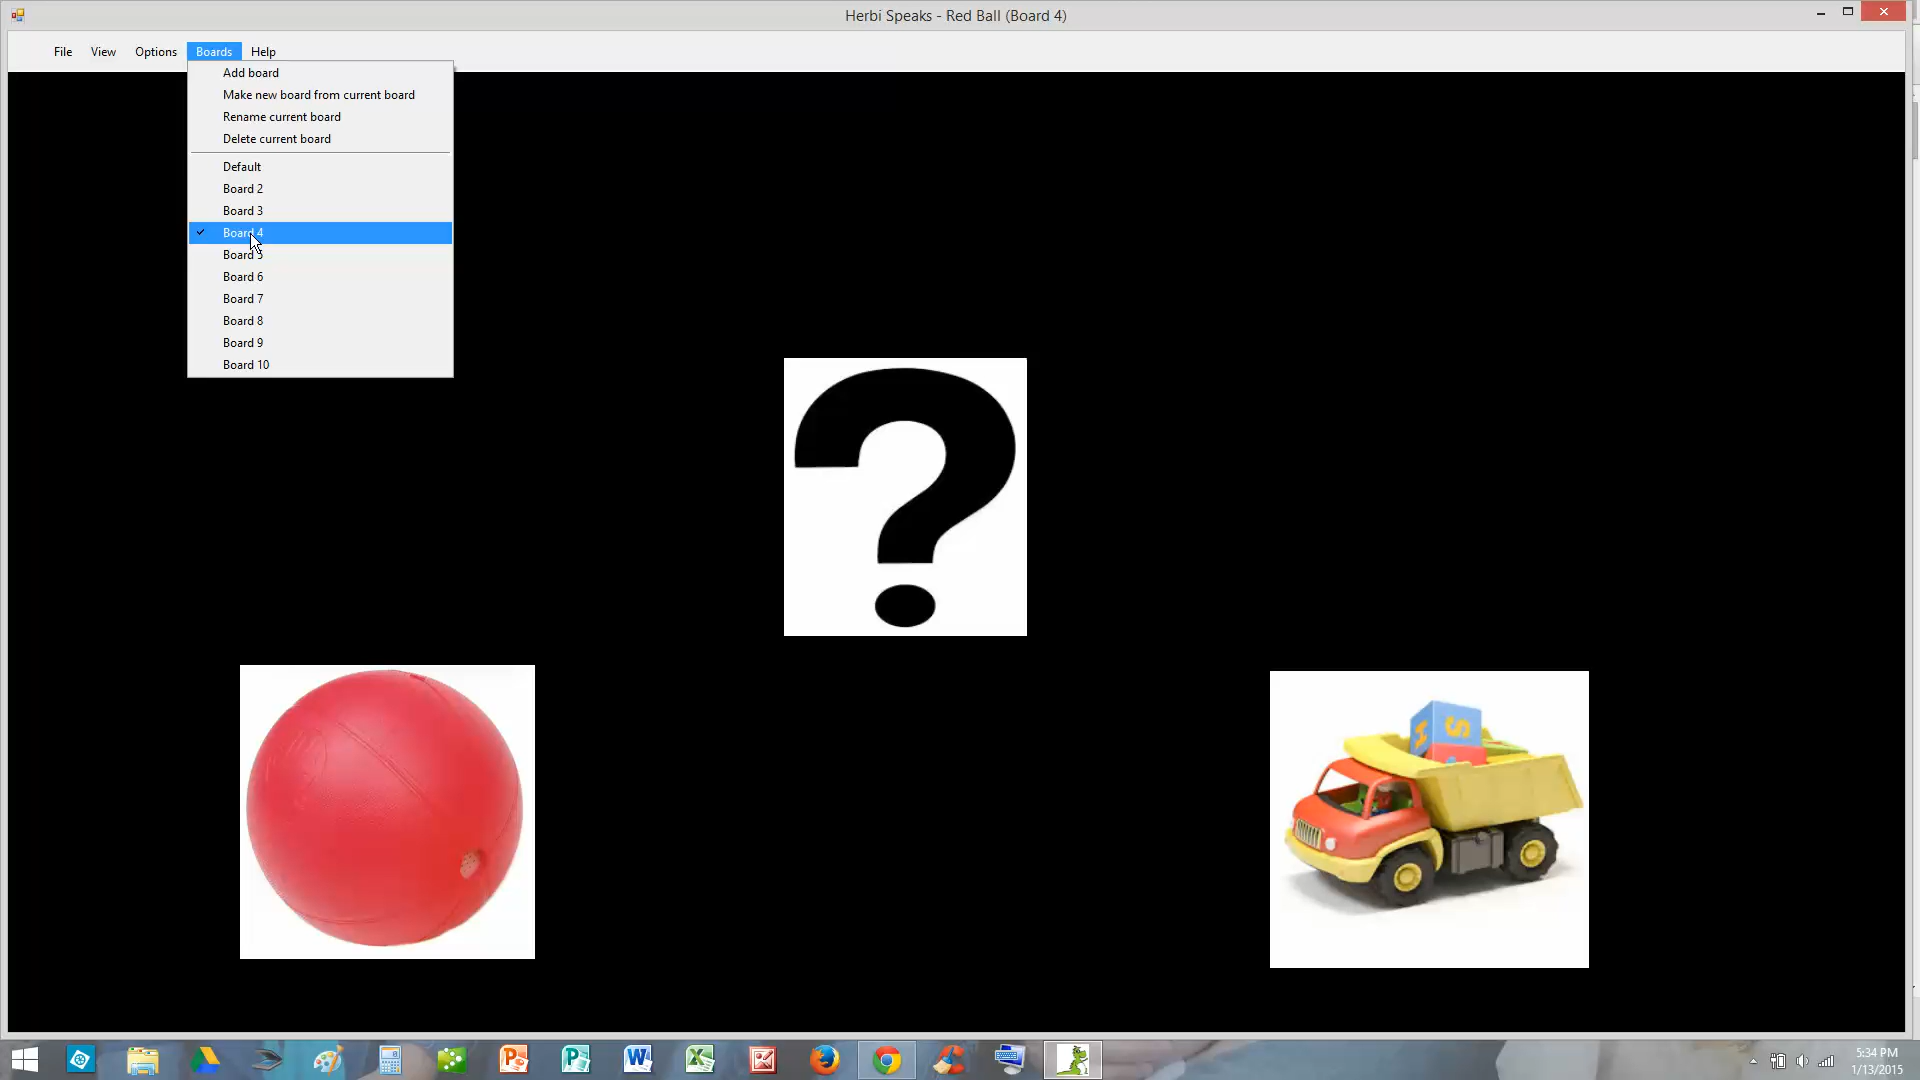 Herbi Speaks - Red Ball (Board 4)
File View Options Boards Help
Add board
Make new board from current board
Rename current board
Delete current board
Default
Board 2
Board 3
Board 4
Board
Board 6
Board 7
Board 8
Board 9
Board 10
H S
5:34 PM
1/13/2015